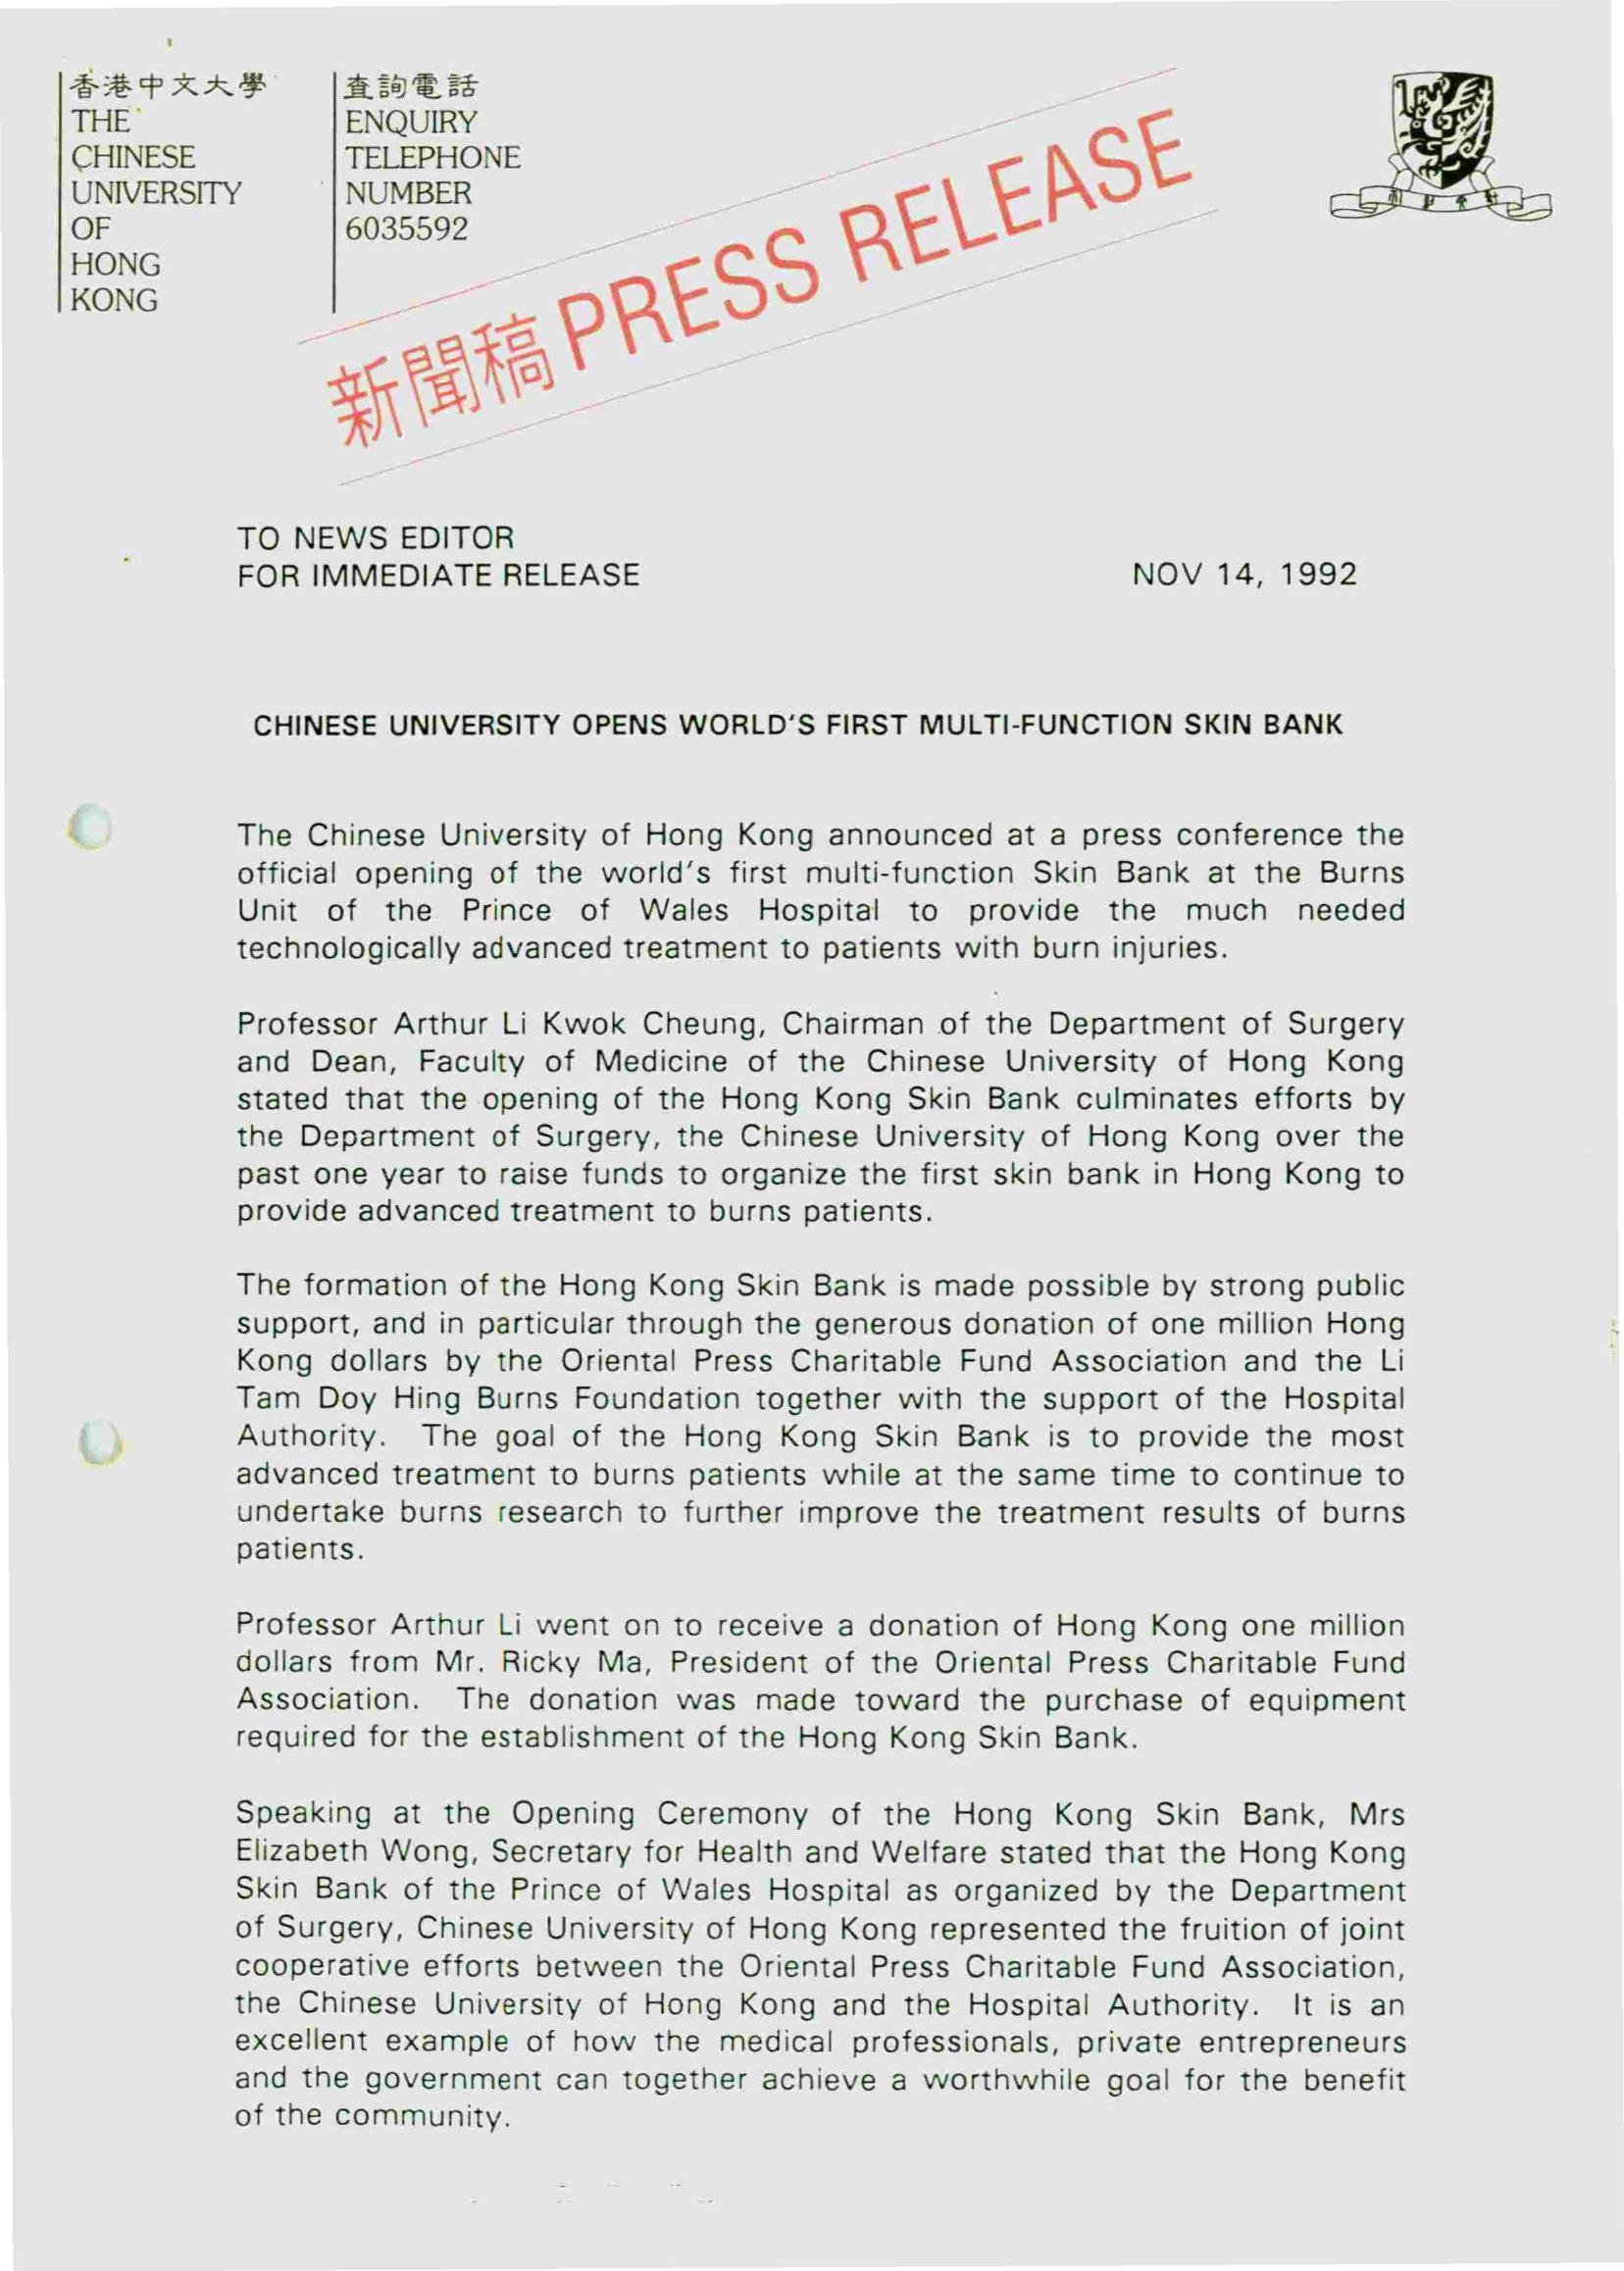 香港中文大學
THE
CHINESE
UNIVERSITY
OF
HONG
KONG
查詢電話
ENQUIRY
TELEPHONE
NUMBER
6035592
新聞稿 PRESS RELEASE
TO NEWS EDITOR
FOR IMMEDIATE RELEASE
NOV 14, 1992
CHINESE UNIVERSITY OPENS WORLD'S FIRST MULTI-FUNCTION SKIN BANK
The Chinese University of Hong Kong announced at a press conference the
official opening of the world's first multi-function Skin Bank at the Burns
Unit of the Prince of Wales Hospital to provide the much needed
technologically advanced treatment to patients with burn injuries.
Professor Arthur Li Kwok Cheung, Chairman of the Department of Surgery
and Dean, Faculty of Medicine of the Chinese University of Hong Kong
stated that the opening of the Hong Kong Skin Bank culminates efforts by
the Department of Surgery, the Chinese University of Hong Kong over the
past one year to raise funds to organize the first skin bank in Hong Kong to
provide advanced treatment to burns patients.
The formation of the Hong Kong Skin Bank is made possible by strong public
support, and in particular through the generous donation of one million Hong
Kong dollars by the Oriental Press Charitable Fund Association and the Li
Tam Doy Hing Burns Foundation together with the support of the Hospital
Authority. The goal of the Hong Kong Skin Bank is to provide the most
advanced treatment to burns patients while at the same time to continue to
undertake burns research to further improve the treatment results of burns
patients.
Professor Arthur Li went on to receive a donation of Hong Kong one million
dollars from Mr. Ricky Ma, President of the Oriental Press Charitable Fund
Association. The donation was made toward the purchase of equipment
required for the establishment of the Hong Kong Skin Bank.
Speaking at the Opening Ceremony of the Hong Kong Skin Bank, Mrs
Elizabeth Wong, Secretary for Health and Welfare stated that the Hong Kong
Skin Bank of the Prince of Wales Hospital as organized by the Department
of Surgery, Chinese University of Hong Kong represented the fruition of joint
cooperative efforts between the Oriental Press Charitable Fund Association,
the Chinese University of Hong Kong and the Hospital Authority. It is an
excellent example of how the medical professionals, private entrepreneurs
and the government can together achieve a worthwhile goal for the benefit
of the community.